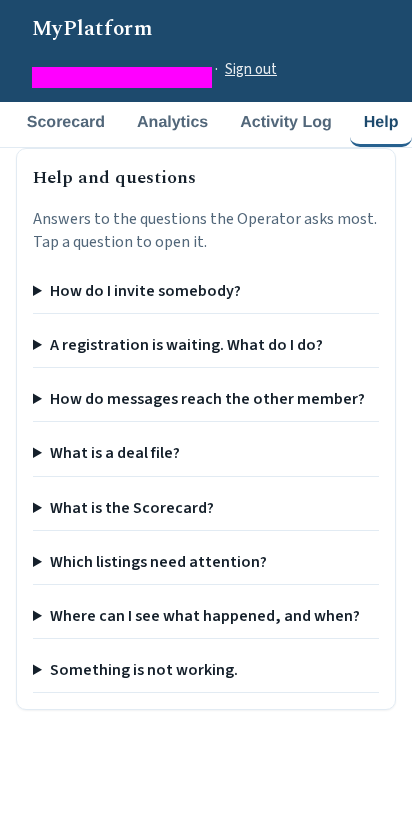 MyPlatform
· Sign out
Scorecard Analytics Activity Log Help
Help and questions
Answers to the questions the Operator asks most.
Tap a question to open it.
How do I invite somebody?
A registration is waiting. What do I do?
How do messages reach the other member?
What is a deal file?
What is the Scorecard?
Which listings need attention?
Where can I see what happened, and when?
Something is not working.